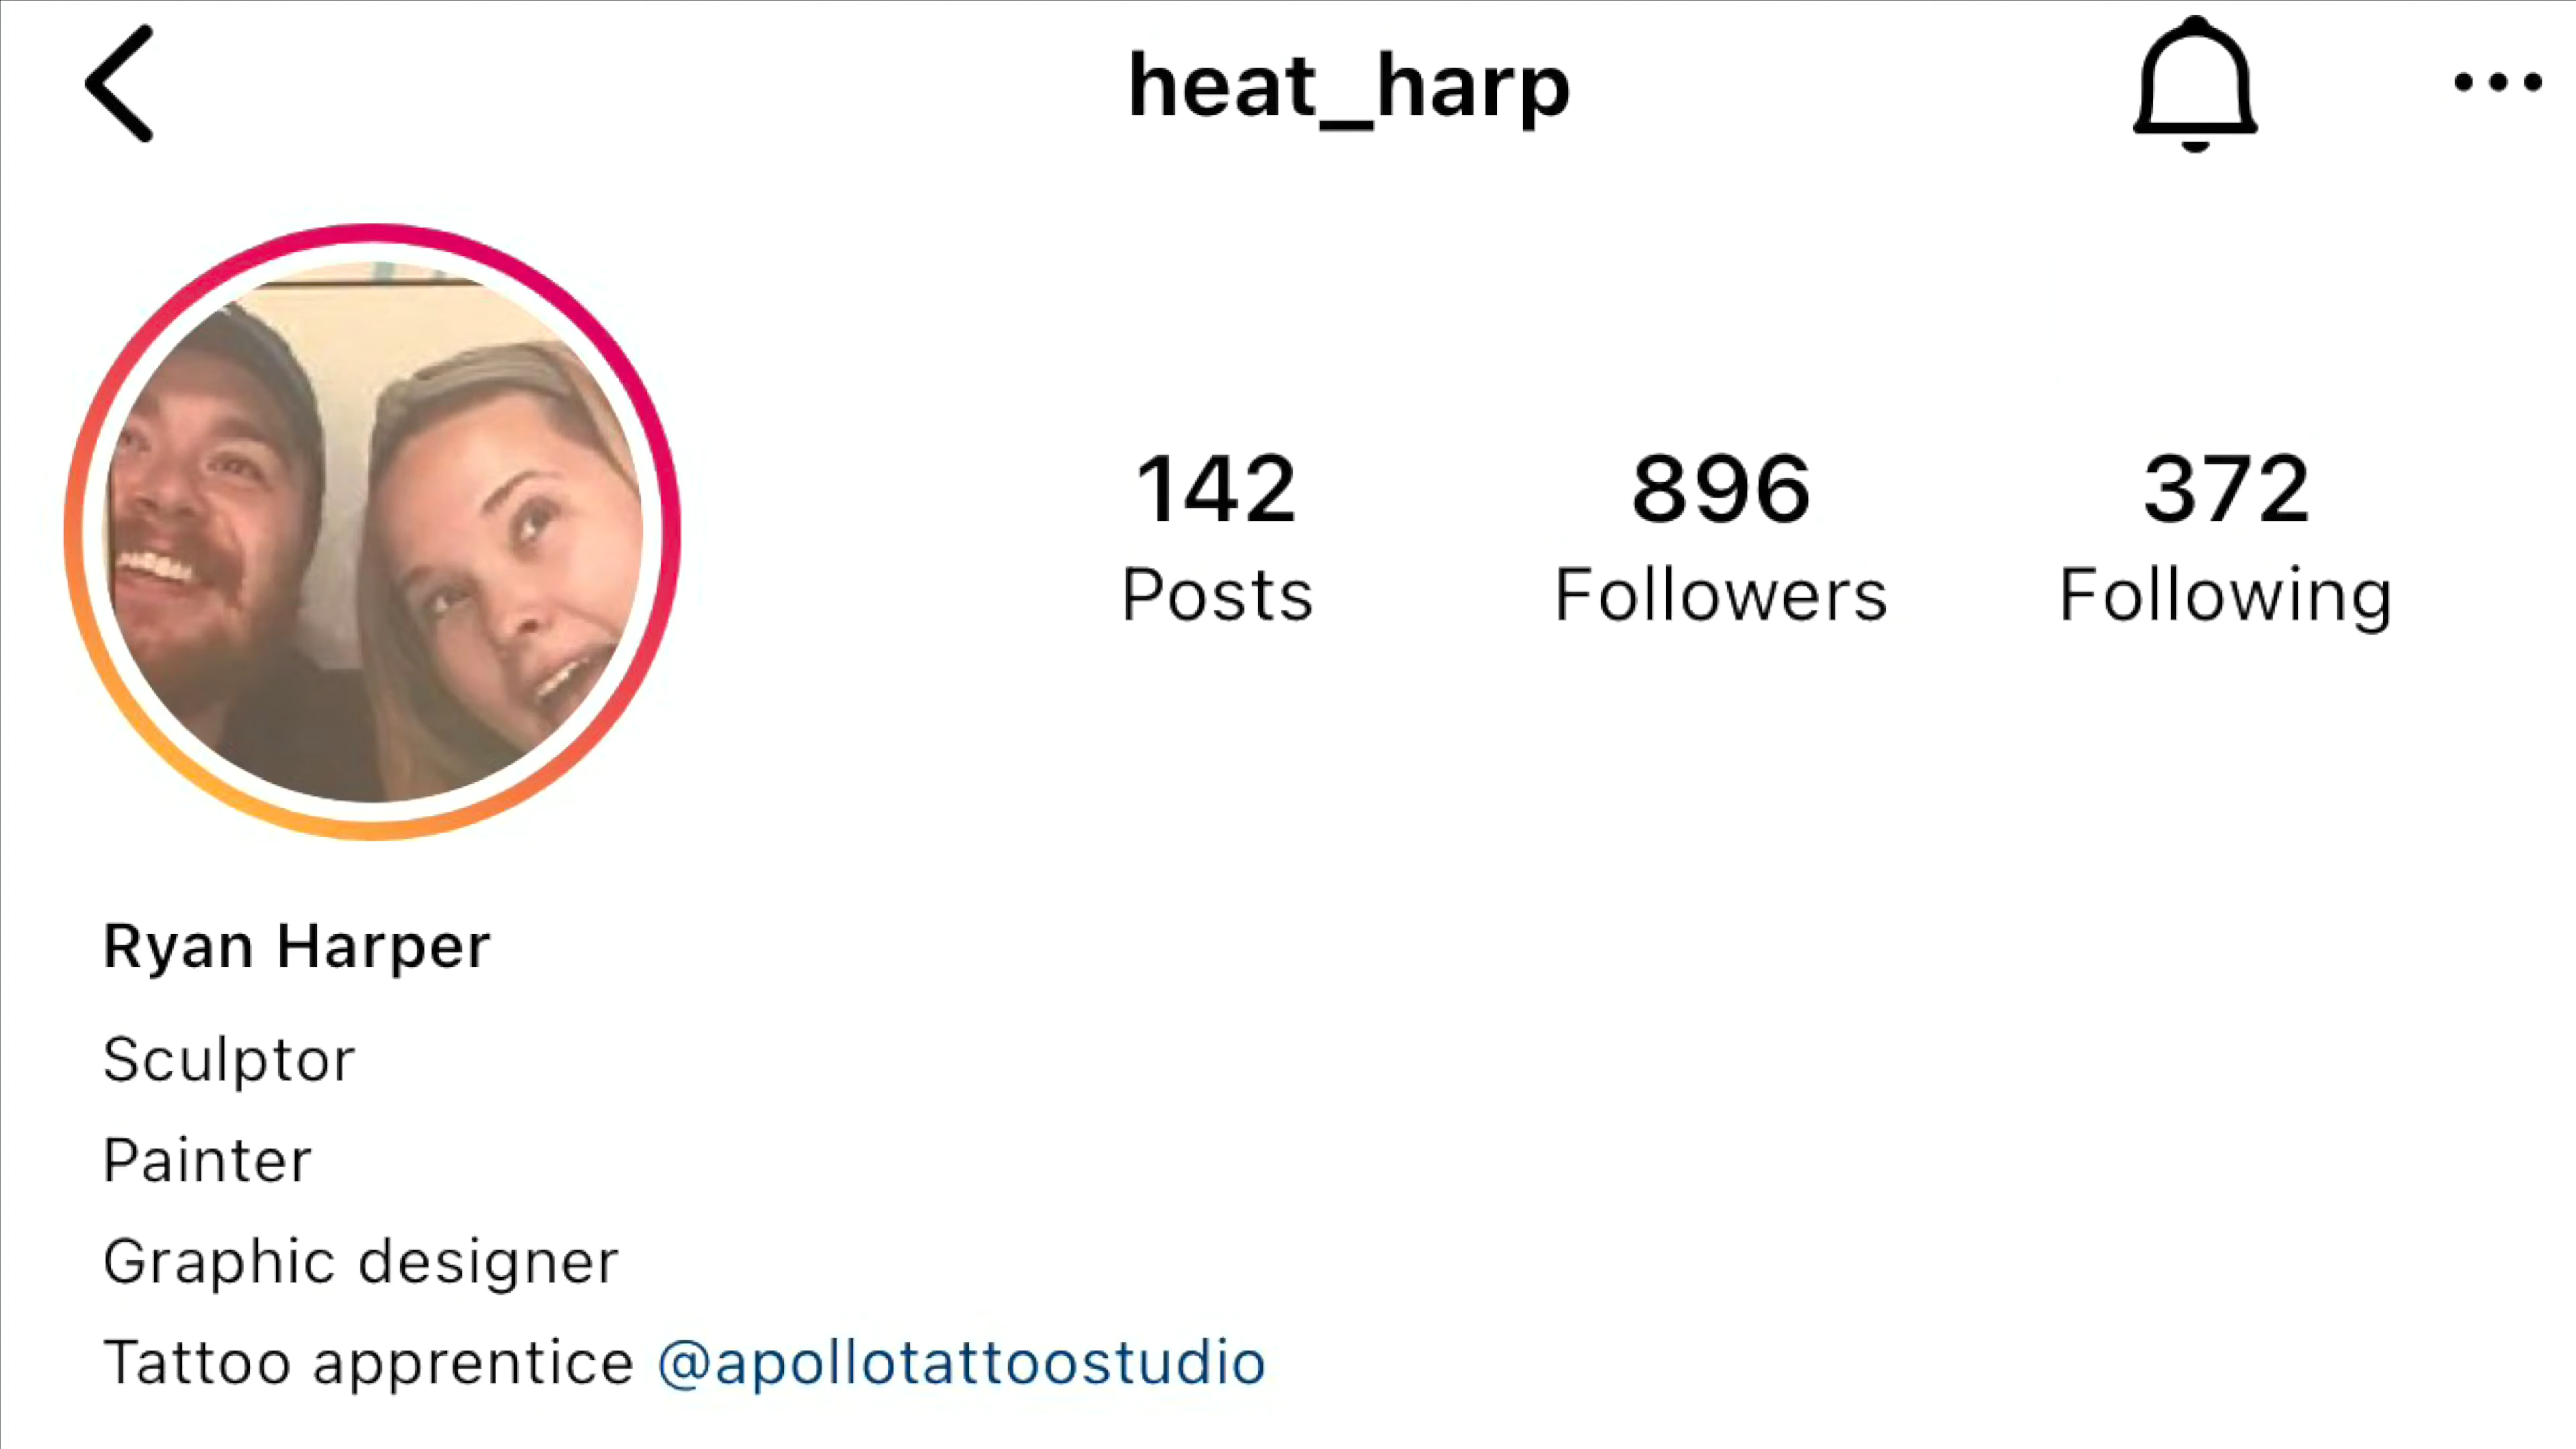 heat_harp
142 896 372
Posts Followers Following
Ryan Harper
Sculptor
Painter
Graphic designer
Tattoo apprentice @apollotattoostudio